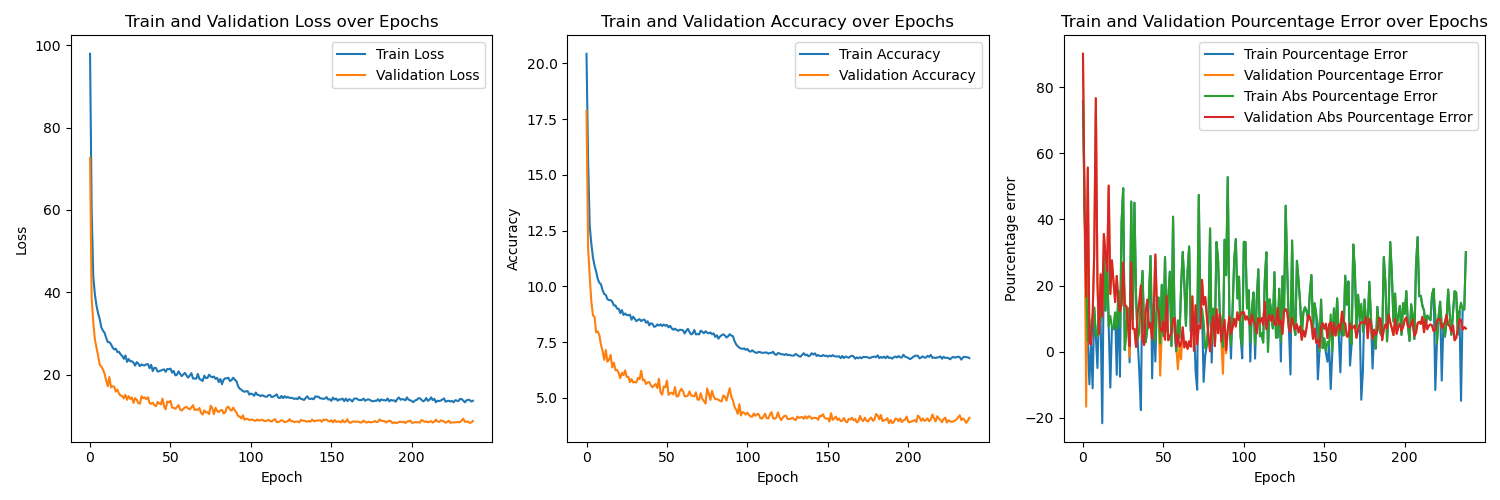 Train and Validation Loss over Epochs
100
80
60
40
20
0
50
100
150
200
Loss
Epoch
Train Loss
Validation Loss
Train and Validation Accuracy over Epochs
20.0
17.5
15.0
12.5
10.0
7.5
5.0
0
50
100
150
200
Accuracy
Epoch
Train Accuracy
Validation Accuracy
Train and Validation Pourcentage Error over Epochs
80
60
40
20
0
−20
0
50
100
150
200
Pourcentage error
Epoch
Train Pourcentage Error
Validation Pourcentage Error
Train Abs Pourcentage Error
Validation Abs Pourcentage Error